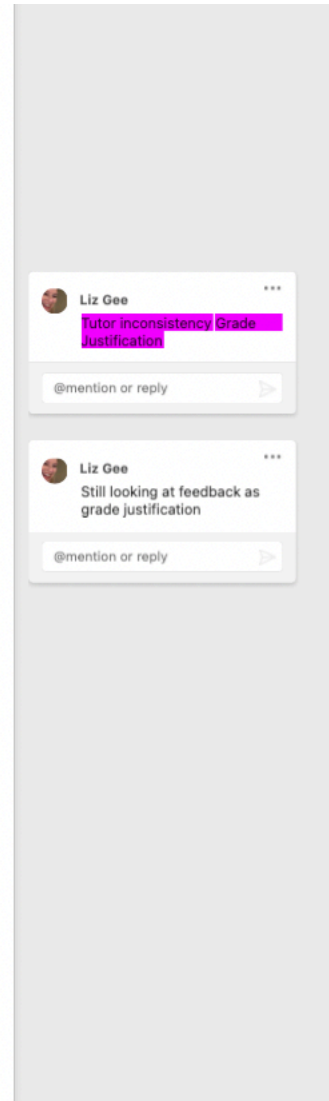 Liz Gee
Tutor inconsistency Grade
Justification
@mention or reply
Liz Gee
Still looking at feedback as
grade justification
@mention or reply